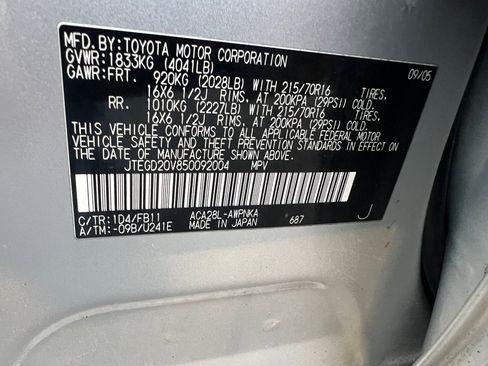 MFD.BY:TOYOTA MOTOR CORPORATION 09/05
GVWR:1833KG (4041LB)
GAWR:FRT. 920KG (2028LB) WITH 215/70R16 TIRES.
16X6 1/2J RIMS, AT 200KPA (29PSI) COLD.
RR. 1010KG (2227LB) WITH 215/70R16 TIRES.
16X6 1/2J RIMS, AT 200KPA (29PSI) COLD.
THIS VEHICLE CONFORMS TO ALL APPLICABLE FEDERAL MOTOR
VEHICLE SAFETY AND THEFT PREVENTION STANDARDS IN EFFECT
ON THE DATE OF MANUFACTURE SHOWN ABOVE.
JTEGD20V850092004 MPV
C/TR:1D4/FB11 ACA28L-AWPNKA J
A/TM:-09B/U241E MADE IN JAPAN 687